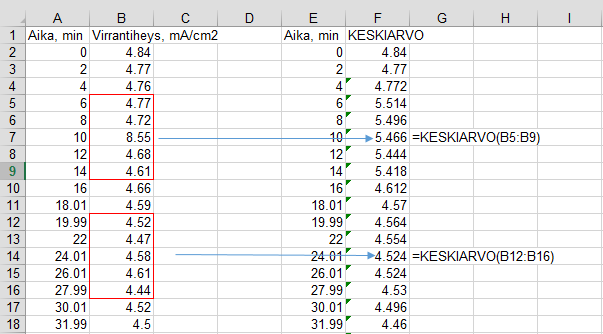 A B C D E F G H I
1 Aika, min Virrantiheys, mA/cm2 Aika, min KESKIARVO
2 0 4.84 0 4.84
3 2 4.77 2 4.77
4 4 4.76 4 4.772
5 6 4.77 6 5.514
6 8 4.72 8 5.496
7 10 8.55 10 5.466 =KESKIARVO(B5:B9)
8 12 4.68 12 5.444
9 14 4.61 14 5.418
10 16 4.66 16 4.612
11 18.01 4.59 18.01 4.57
12 19.99 4.52 19.99 4.564
13 22 4.47 22 4.554
14 24.01 4.58 24.01 4.524 =KESKIARVO(B12:B16)
15 26.01 4.61 26.01 4.524
16 27.99 4.44 27.99 4.53
17 30.01 4.52 30.01 4.496
18 31.99 4.5 31.99 4.46